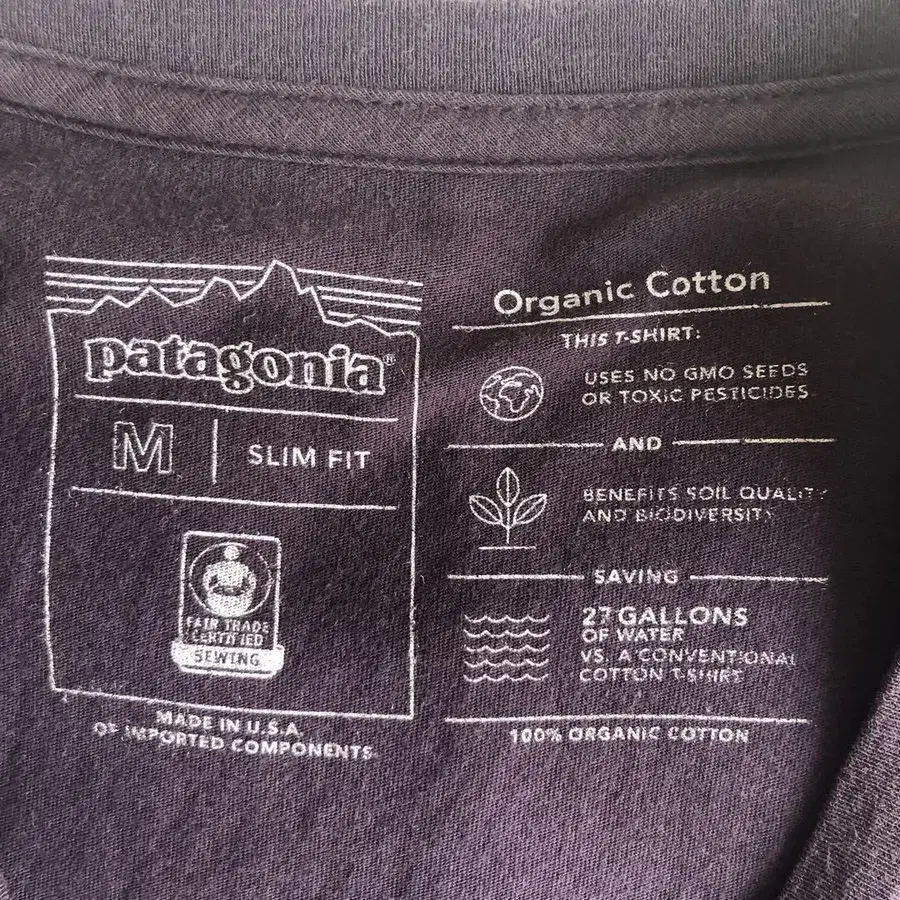 patagonia®
M | SLIM FIT
FAIR TRADE
CERTIFIED
SEWING
MADE IN U.S.A
OF IMPORTED COMPONENTS
Organic Cotton
THIS T-SHIRT:
USES NO GMO SEEDS
OR TOXIC PESTICIDES
AND
BENEFITS SOIL QUALITY
AND BIODIVERSITY
SAVING
27 GALLONS
OF WATER
VS. A CONVENTIONAL
COTTON T-SHIRT
100% ORGANIC COTTON